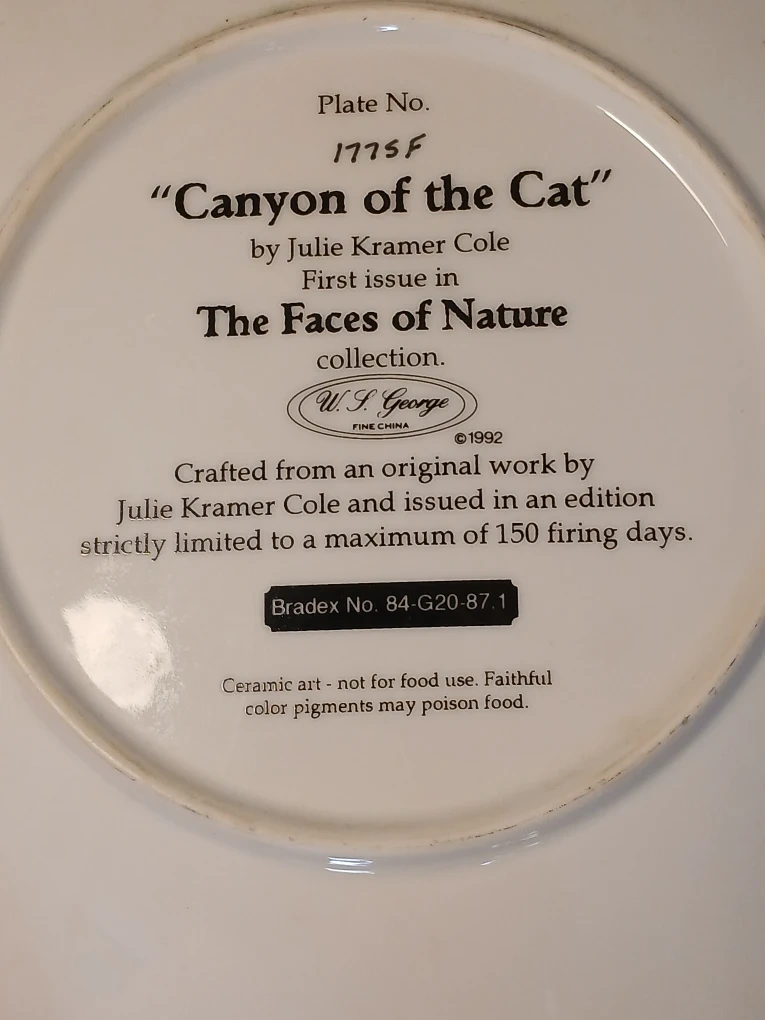 Plate No.
1775F
"Canyon of the Cat"
by Julie Kramer Cole
First issue in
The Faces of Nature
collection.
W. S. George
FINE CHINA
©1992
Crafted from an original work by
Julie Kramer Cole and issued in an edition
strictly limited to a maximum of 150 firing days.
Bradex No. 84-G20-87.1
Ceramic art - not for food use. Faithful
color pigments may poison food.